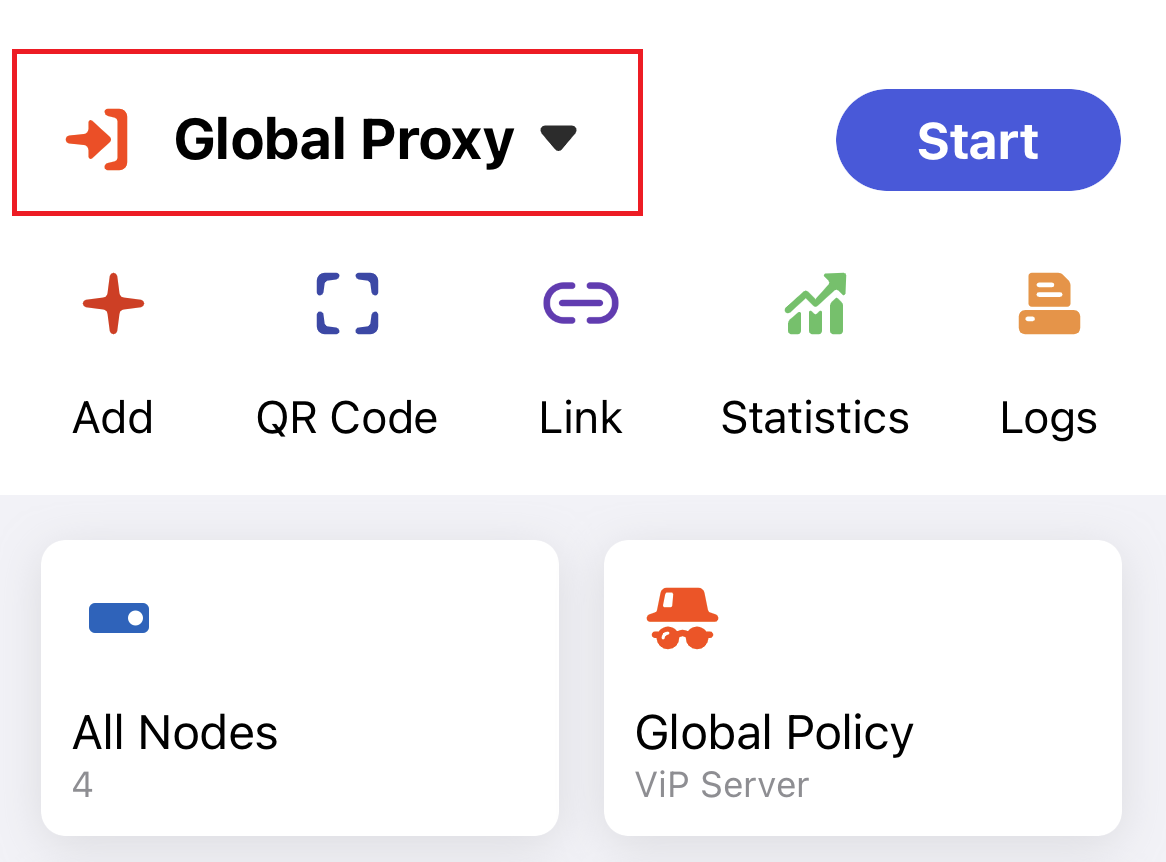 Global Proxy
Start
Add
QR Code
Link
Statistics
Logs
All Nodes
4
Global Policy
ViP Server